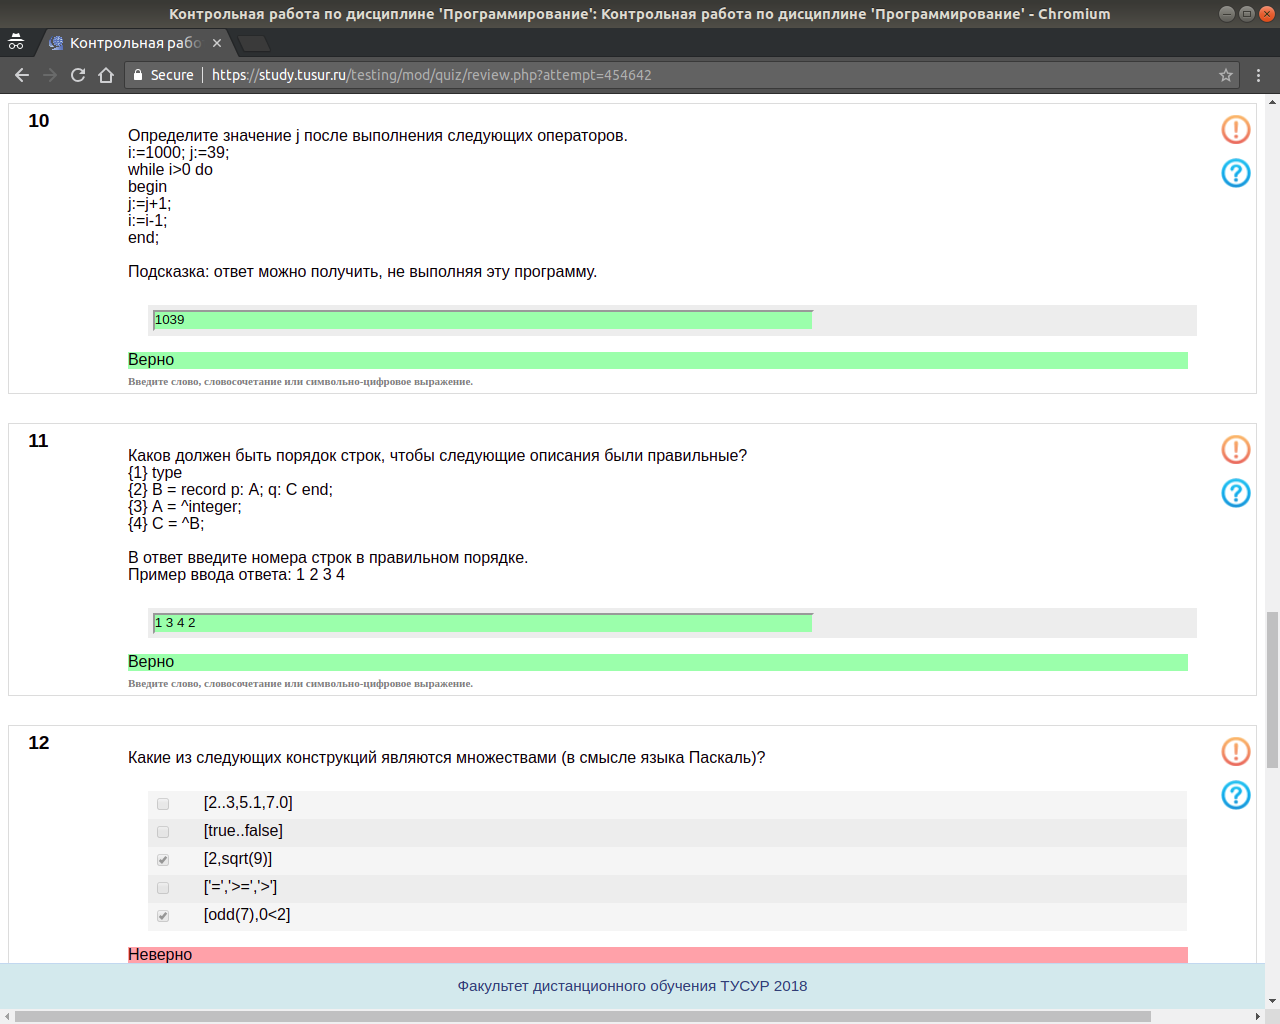 Контрольная работа по дисциплине 'Программирование': Контрольная работа по дисциплине 'Программирование' - Chromium
Контрольная рабо
Secure
https://study.tusur.ru/testing/mod/quiz/review.php?attempt=454642
10
Определите значение j после выполнения следующих операторов.
i:=1000; j:=39;
while i>0 do
begin
j:=j+1;
i:=i-1;
end;
Подсказка: ответ можно получить, не выполняя эту программу.
1039
Верно
Введите слово, словосочетание или символьно-цифровое выражение.
11
Каков должен быть порядок строк, чтобы следующие описания были правильные?
{1} type
{2} B = record p: A; q: C end;
{3} A = ^integer;
{4} C = ^B;
В ответ введите номера строк в правильном порядке.
Пример ввода ответа: 1 2 3 4
1 3 4 2
Верно
Введите слово, словосочетание или символьно-цифровое выражение.
12
Какие из следующих конструкций являются множествами (в смысле языка Паскаль)?
[2..3,5.1,7.0]
[true..false]
[2,sqrt(9)]
['=','>=','>']
[odd(7),0<2]
Неверно
Факультет дистанционного обучения ТУСУР 2018